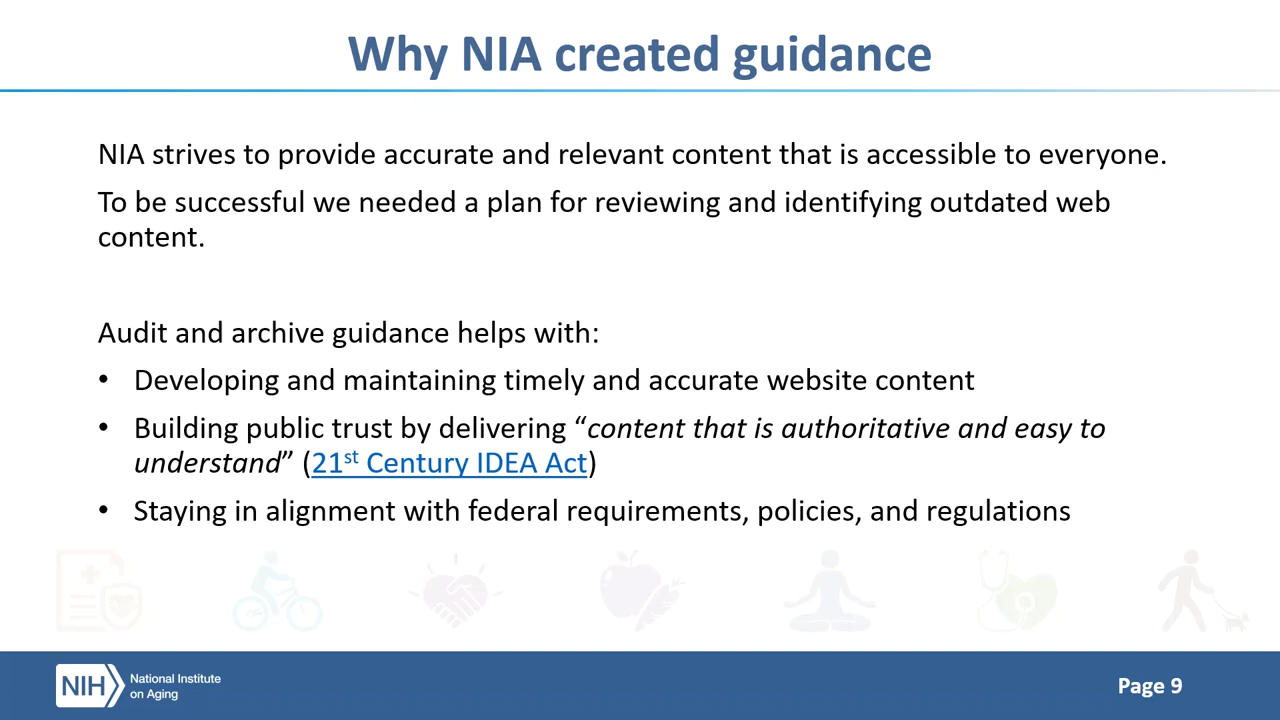 Why NIA created guidance
NIA strives to provide accurate and relevant content that is accessible to everyone.
To be successful we needed a plan for reviewing and identifying outdated web
content.
Audit and archive guidance helps with:
• Developing and maintaining timely and accurate website content
• Building public trust by delivering “content that is authoritative and easy to
understand” (21st Century IDEA Act)
• Staying in alignment with federal requirements, policies, and regulations
NIH
National Institute
on Aging
Page 9